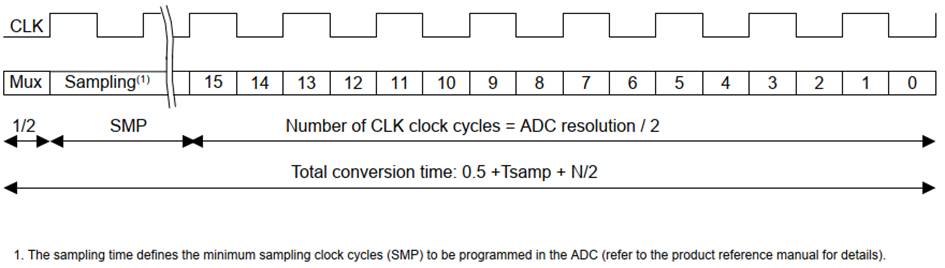 CLK
Mux Sampling(1) 15 14 13 12 11 10 9 8 7 6 5 4 3 2 1 0
1/2 SMP Number of CLK clock cycles = ADC resolution / 2
Total conversion time: 0.5 +Tsamp + N/2
1. The sampling time defines the minimum sampling clock cycles (SMP) to be programmed in the ADC (refer to the product reference manual for details).